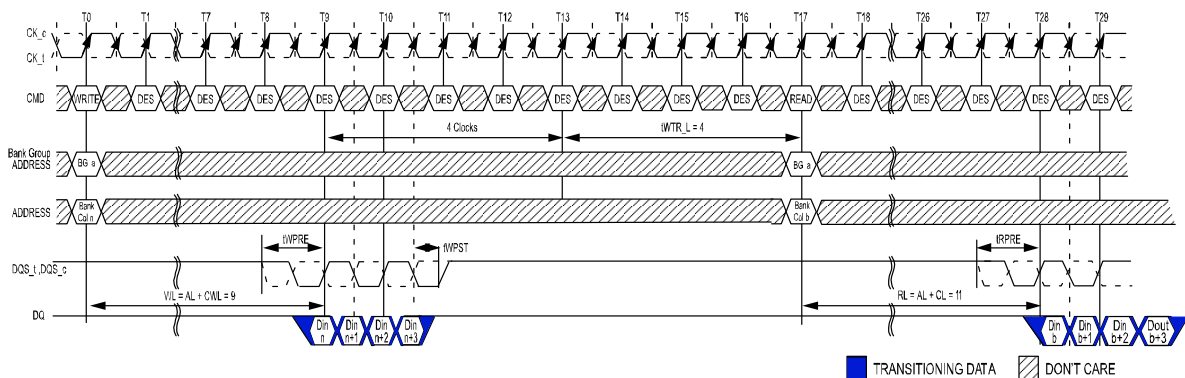 T0 T1 T7 T8 T9 T10 T11 T12 T13 T14 T15 T16 T17 T18 T26 T27 T28 T29
CK_c
CK_t
CMD WRITE DES DES DES DES DES DES DES DES DES DES DES READ DES DES DES DES DES
4 Clocks tWTR_L = 4
Bank Group
ADDRESS BG a BG a
ADDRESS Bank Col n Bank Col b
tWPRE tWPST tRPRE
DQS_t ,DQS_c
WL = AL + CWL = 9 RL = AL + CL = 11
DQ Din n Din n+1 Din n+2 Din n+3 Din b Din b+1 Din b+2 Dout b+3
TRANSITIONING DATA DON'T CARE